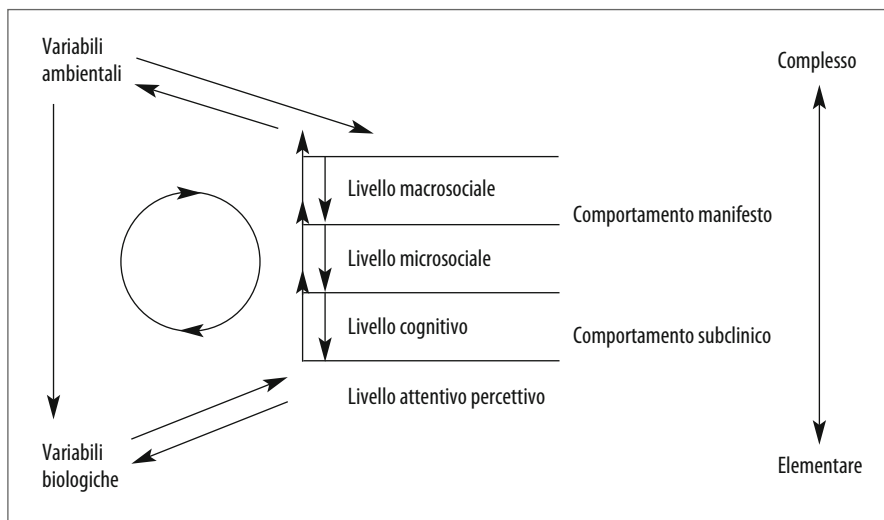 Variabili
ambientali
Complesso
Livello macrosociale
Comportamento manifesto
Livello microsociale
Livello cognitivo
Comportamento subclinico
Livello attentivo percettivo
Variabili
biologiche
Elementare